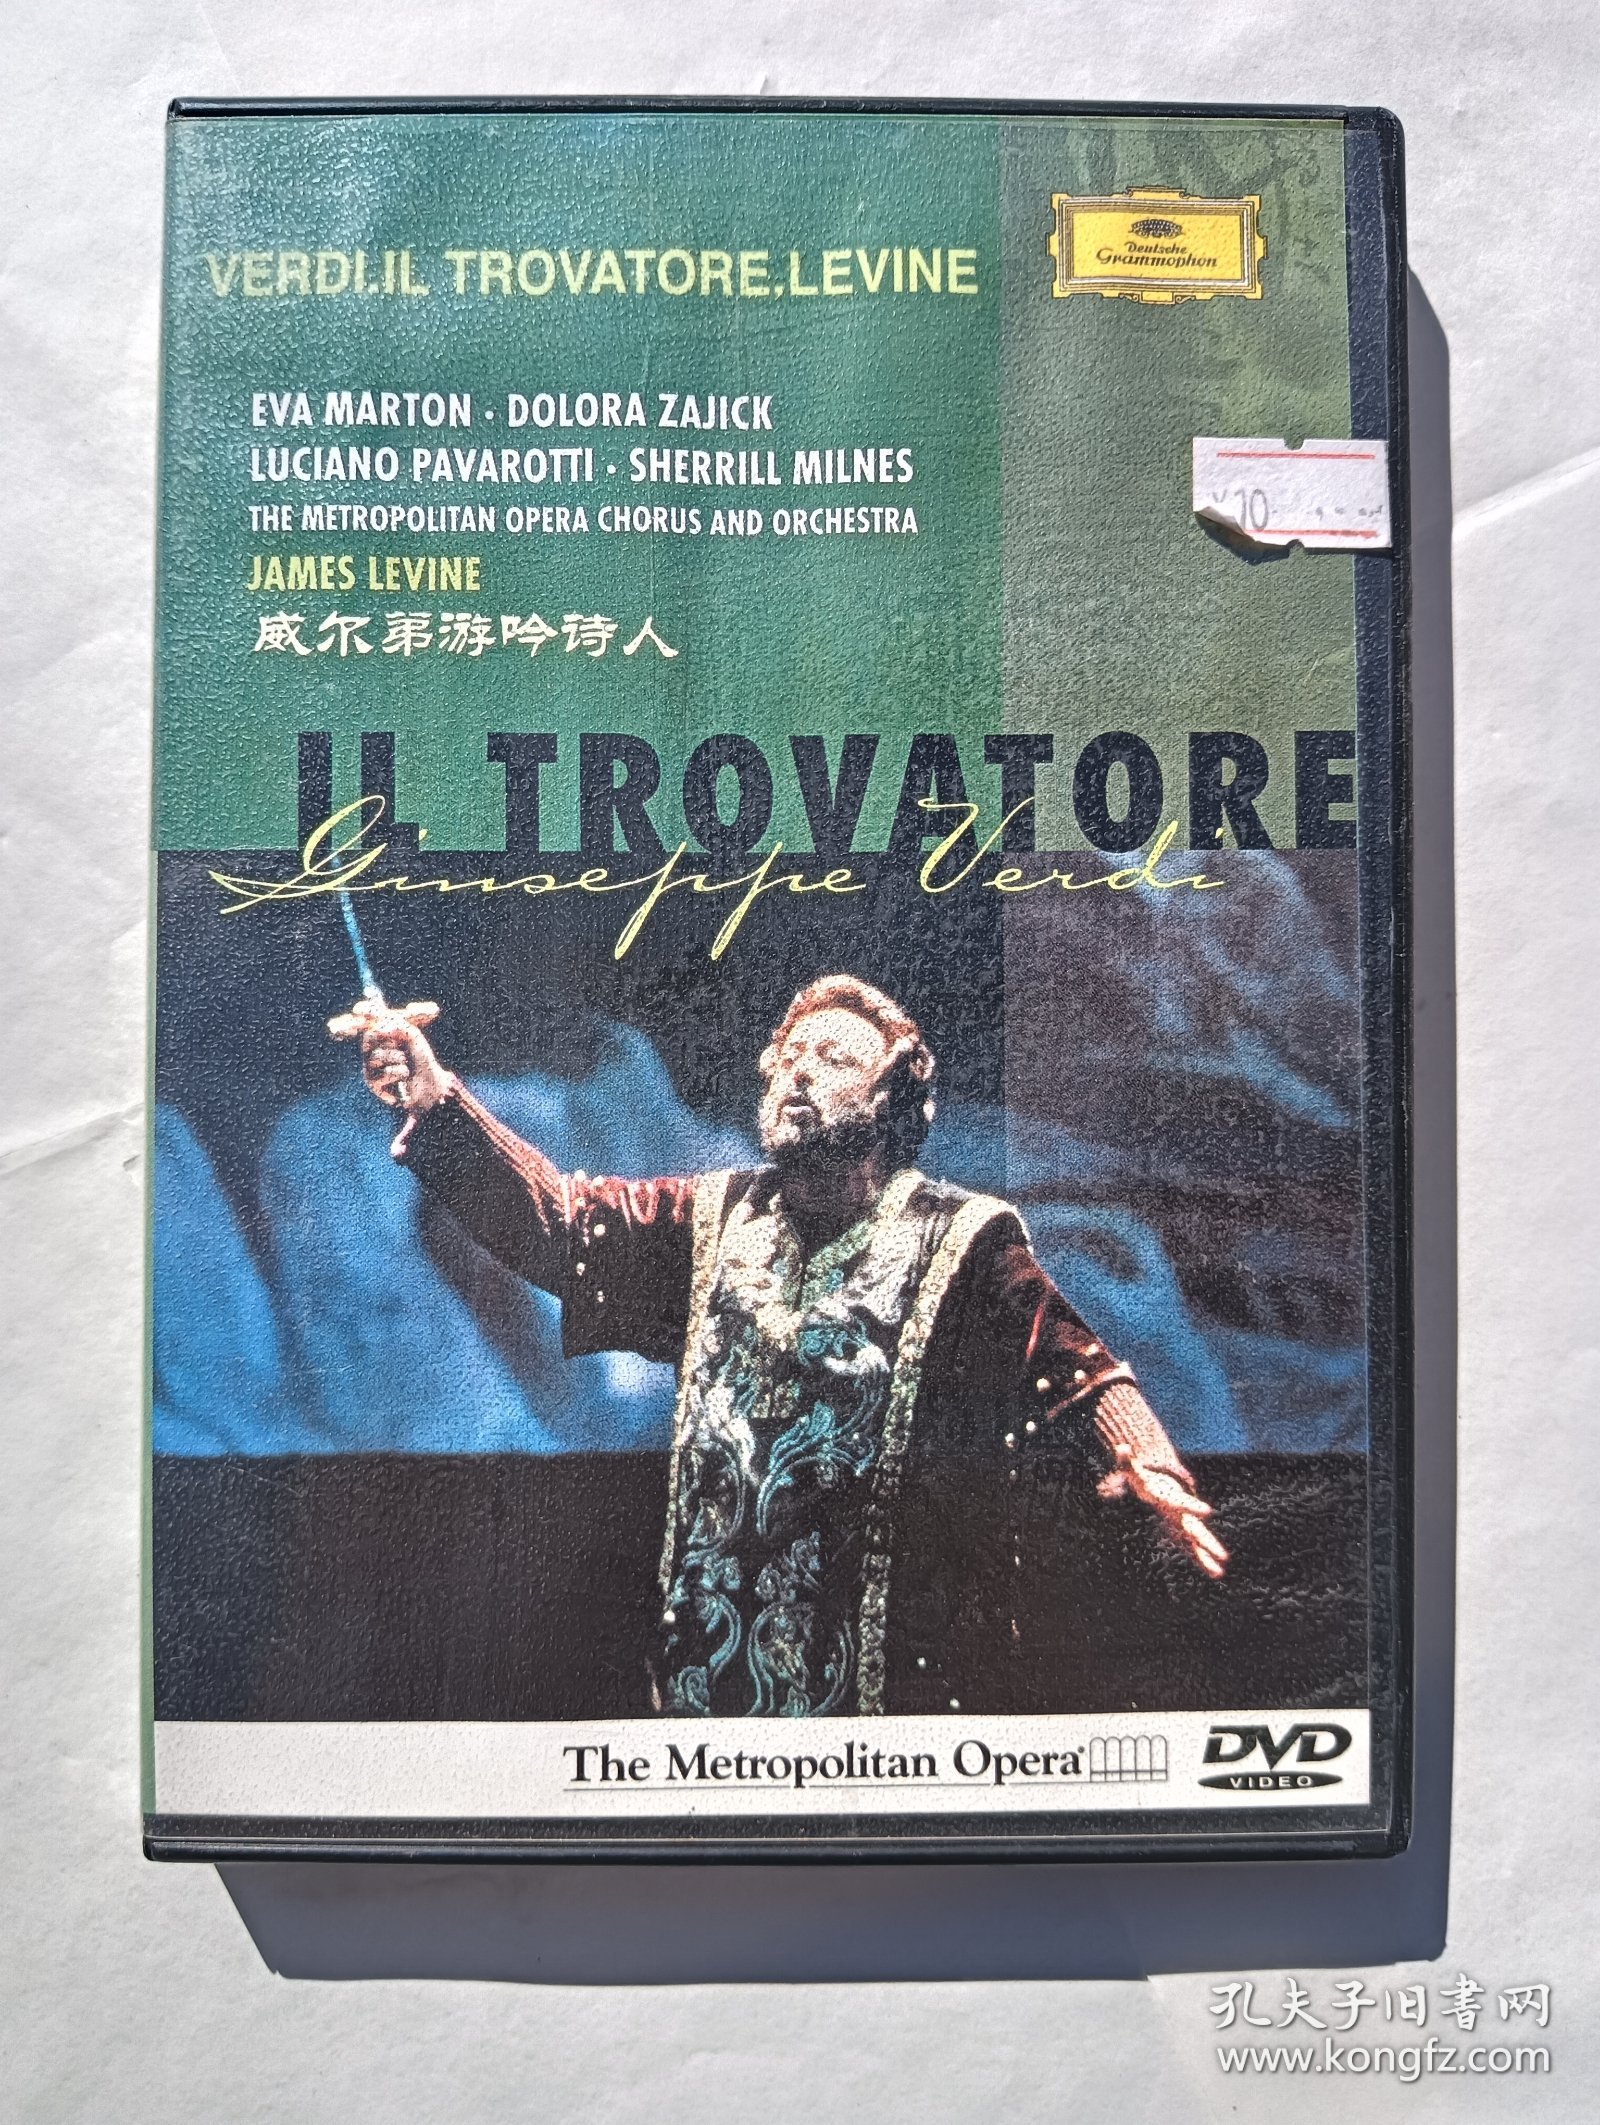 VERDI.IL TROVATORE.LEVINE
Deutsche
Grammophon
EVA MARTON · DOLORA ZAJICK
LUCIANO PAVAROTTI · SHERRILL MILNES
THE METROPOLITAN OPERA CHORUS AND ORCHESTRA
JAMES LEVINE
威尔弟游吟诗人
¥10
IL TROVATORE
Giuseppe Verdi
The Metropolitan Opera
DVD
VIDEO
孔夫子旧书网
www.kongfz.com